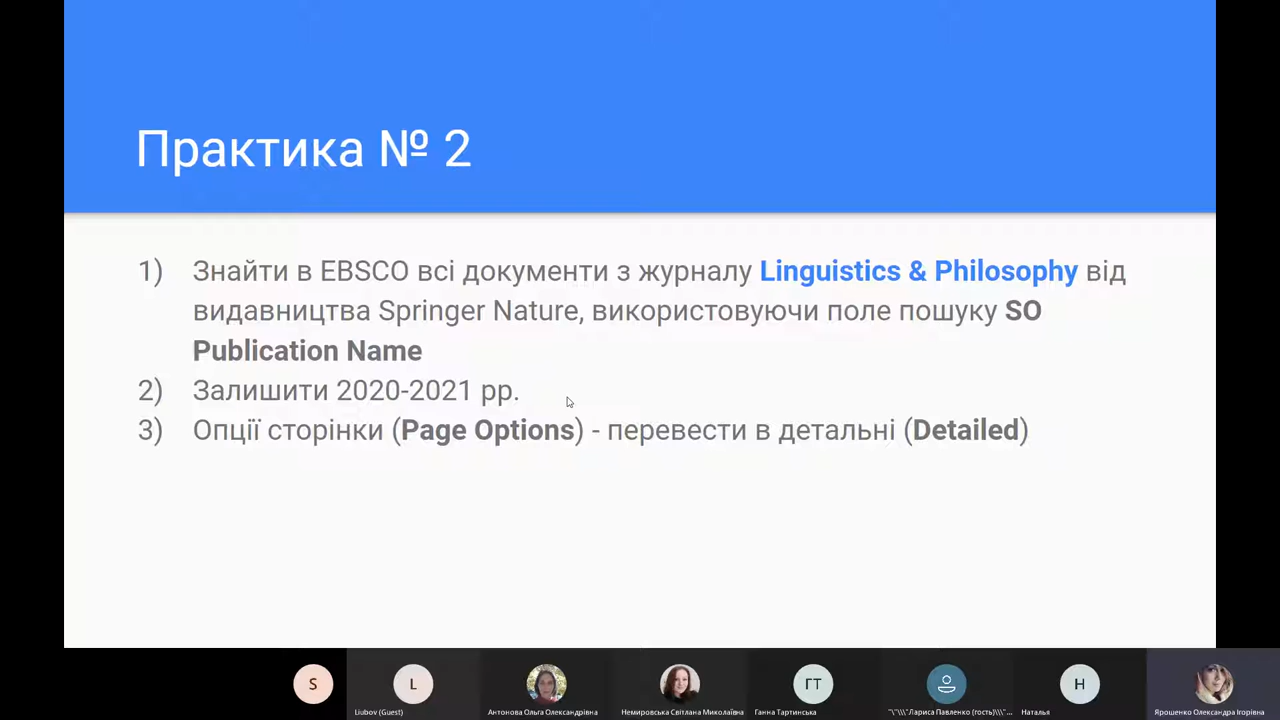 Практика № 2
1) Знайти в EBSCO всі документи з журналу Linguistics & Philosophy від
видавництва Springer Nature, використовуючи поле пошуку SO
Publication Name
2) Залишити 2020-2021 рр.
3) Опції сторінки (Page Options) - перевести в детальні (Detailed)
S
L
ГТ
Н
Liubov (Guest)
Антонова Ольга Олександрівна
Немировська Світлана Миколаївна
Ганна Тартинська
"\"\\\"Лариса Павленко (гость)\\\"...
Наталья
Ярошенко Олександра Ігорівна